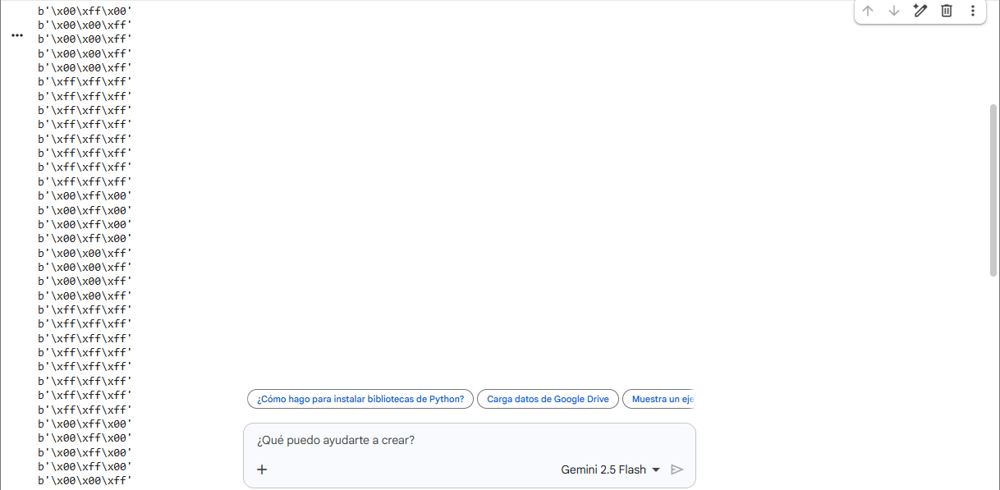 b'\x00\xff\x00'
b'\x00\x00\xff'
b'\x00\x00\xff'
b'\x00\x00\xff'
b'\x00\x00\xff'
b'\xff\xff\xff'
b'\xff\xff\xff'
b'\xff\xff\xff'
b'\xff\xff\xff'
b'\xff\xff\xff'
b'\xff\xff\xff'
b'\xff\xff\xff'
b'\xff\xff\xff'
b'\x00\xff\x00'
b'\x00\xff\x00'
b'\x00\xff\x00'
b'\x00\xff\x00'
b'\x00\x00\xff'
b'\x00\x00\xff'
b'\x00\x00\xff'
b'\x00\x00\xff'
b'\xff\xff\xff'
b'\xff\xff\xff'
b'\xff\xff\xff'
b'\xff\xff\xff'
b'\xff\xff\xff'
b'\xff\xff\xff'
b'\xff\xff\xff'
b'\xff\xff\xff'
b'\x00\xff\x00'
b'\x00\xff\x00'
b'\x00\xff\x00'
b'\x00\xff\x00'
b'\x00\x00\xff'
¿Cómo hago para instalar bibliotecas de Python? Carga datos de Google Drive Muestra un eje
¿Qué puedo ayudarte a crear?
Gemini 2.5 Flash